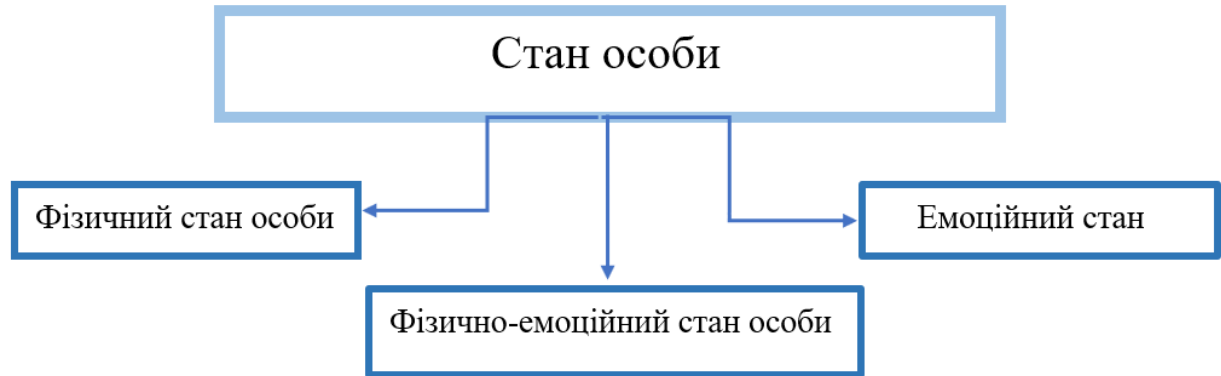 Стан особи
Фізичний стан особи
Емоційний стан
Фізично-емоційний стан особи